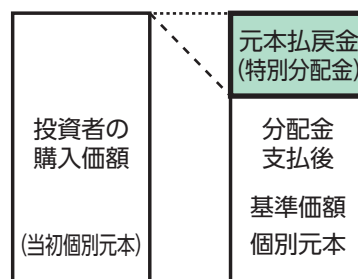 投資者の
購入価額
(当初個別元本)
元本払戻金
(特別分配金)
分配金
支払後
基準価額
個別元本